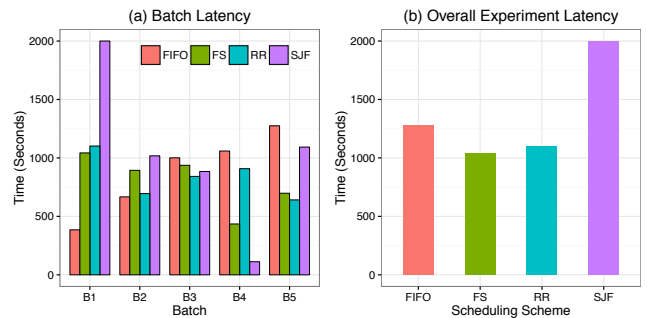 (a) Batch Latency
Time (Seconds)
2000
1500
1000
500
0
FIFO FS RR SJF
B1 B2 B3 B4 B5
Batch
(b) Overall Experiment Latency
Time (Seconds)
2000
1500
1000
500
0
FIFO FS RR SJF
Scheduling Scheme